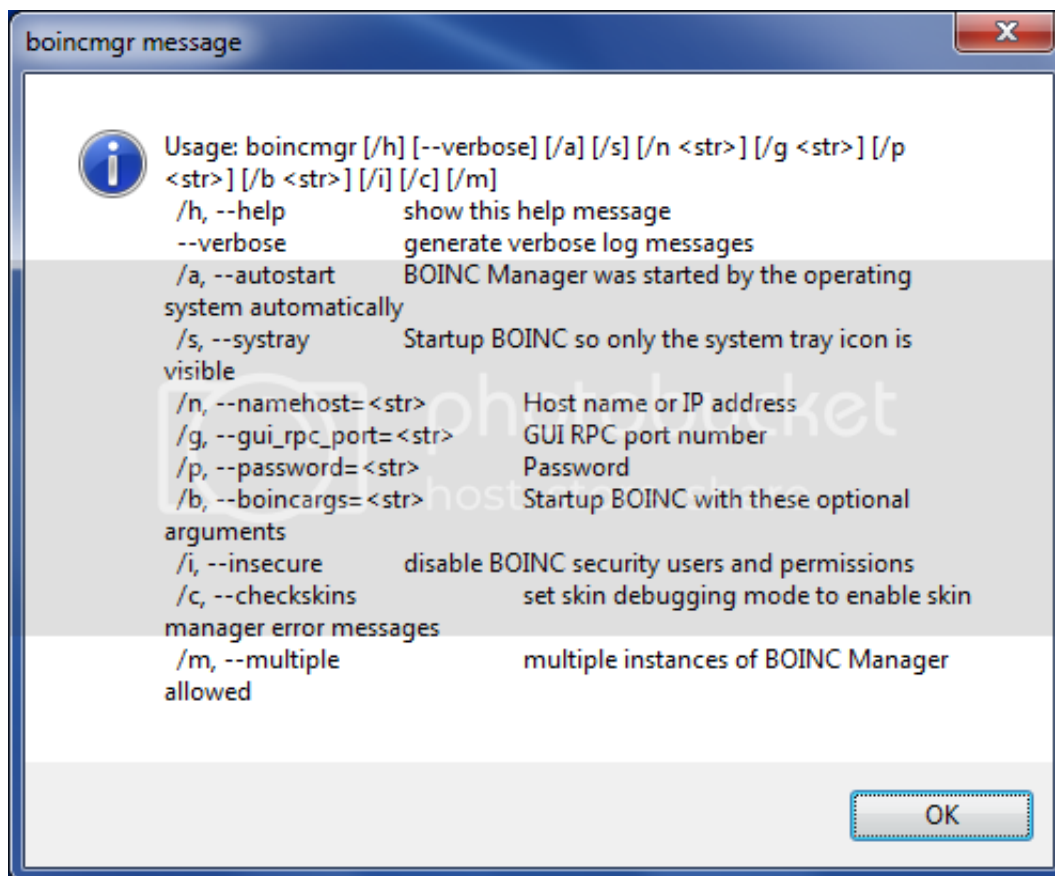 boincmgr message
Usage: boincmgr [/h] [--verbose] [/a] [/s] [/n <str>] [/g <str>] [/p
<str>] [/b <str>] [/i] [/c] [/m]
/h, --help show this help message
--verbose generate verbose log messages
/a, --autostart BOINC Manager was started by the operating
system automatically
/s, --systray Startup BOINC so only the system tray icon is
visible
/n, --namehost=<str> Host name or IP address
/g, --gui_rpc_port=<str> GUI RPC port number
/p, --password=<str> Password
/b, --boincargs=<str> Startup BOINC with these optional
arguments
/i, --insecure disable BOINC security users and permissions
/c, --checkskins set skin debugging mode to enable skin
manager error messages
/m, --multiple multiple instances of BOINC Manager
allowed
OK
photobucket
host. store. share.